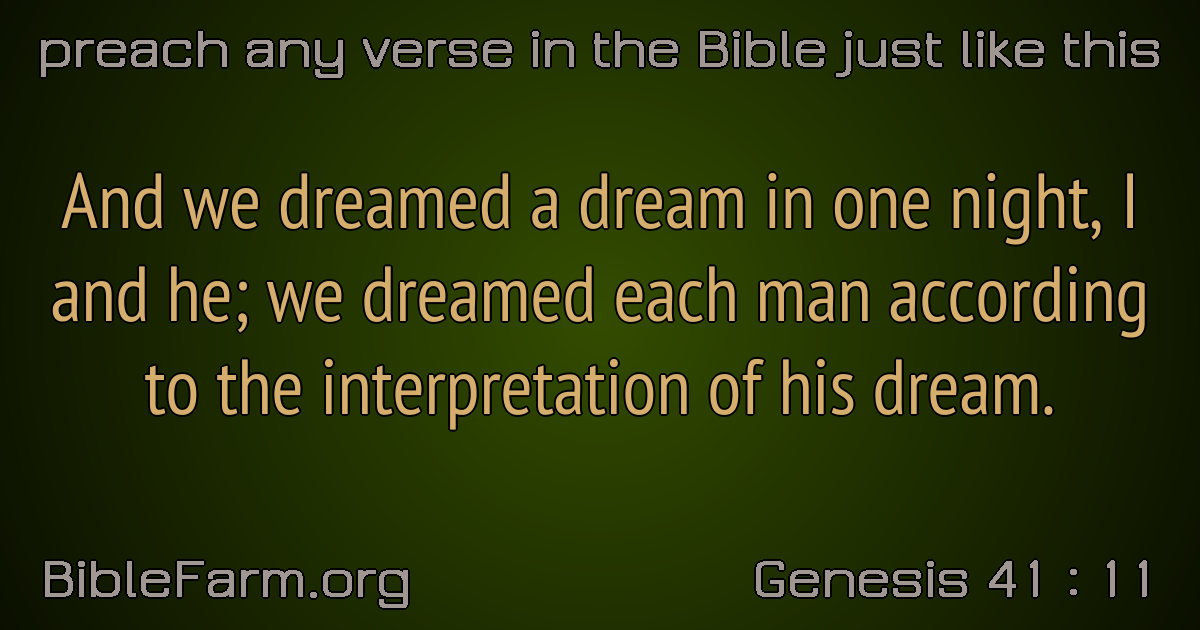 preach any verse in the Bible just like this
And we dreamed a dream in one night, I
and he; we dreamed each man according
to the interpretation of his dream.
BibleFarm.org
Genesis 41 : 11